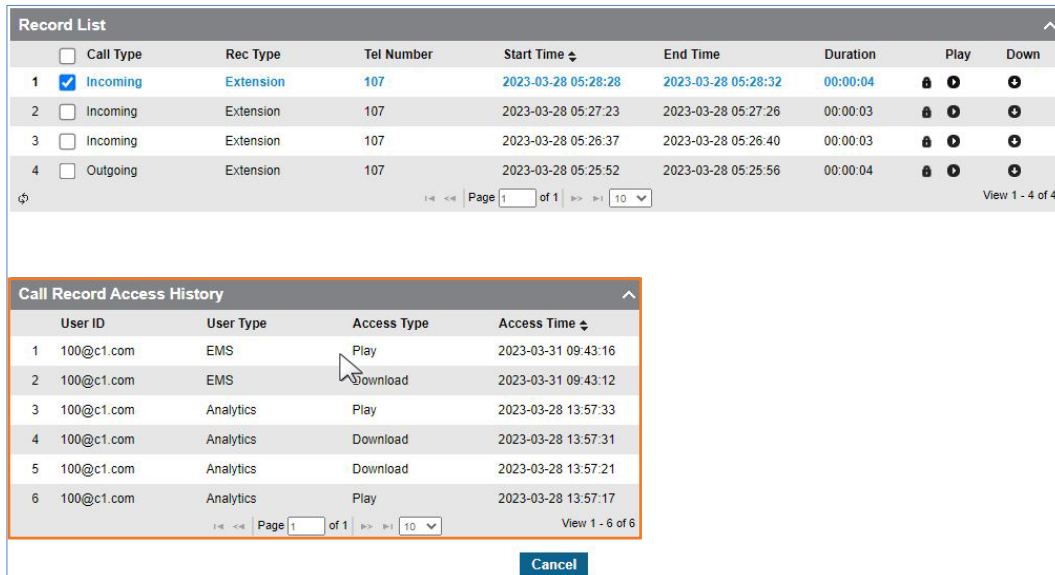 Record List
Call Type Rec Type Tel Number Start Time End Time Duration Play Down
1 Incoming Extension 107 2023-03-28 05:28:28 2023-03-28 05:28:32 00:00:04
2 Incoming Extension 107 2023-03-28 05:27:23 2023-03-28 05:27:26 00:00:03
3 Incoming Extension 107 2023-03-28 05:26:37 2023-03-28 05:26:40 00:00:03
4 Outgoing Extension 107 2023-03-28 05:25:52 2023-03-28 05:25:56 00:00:04
Page 1 of 1 10 View 1 - 4 of 4
Call Record Access History
User ID User Type Access Type Access Time
1 100@c1.com EMS Play 2023-03-31 09:43:16
2 100@c1.com EMS Download 2023-03-31 09:43:12
3 100@c1.com Analytics Play 2023-03-28 13:57:33
4 100@c1.com Analytics Download 2023-03-28 13:57:31
5 100@c1.com Analytics Download 2023-03-28 13:57:21
6 100@c1.com Analytics Play 2023-03-28 13:57:17
Page 1 of 1 10 View 1 - 6 of 6
Cancel